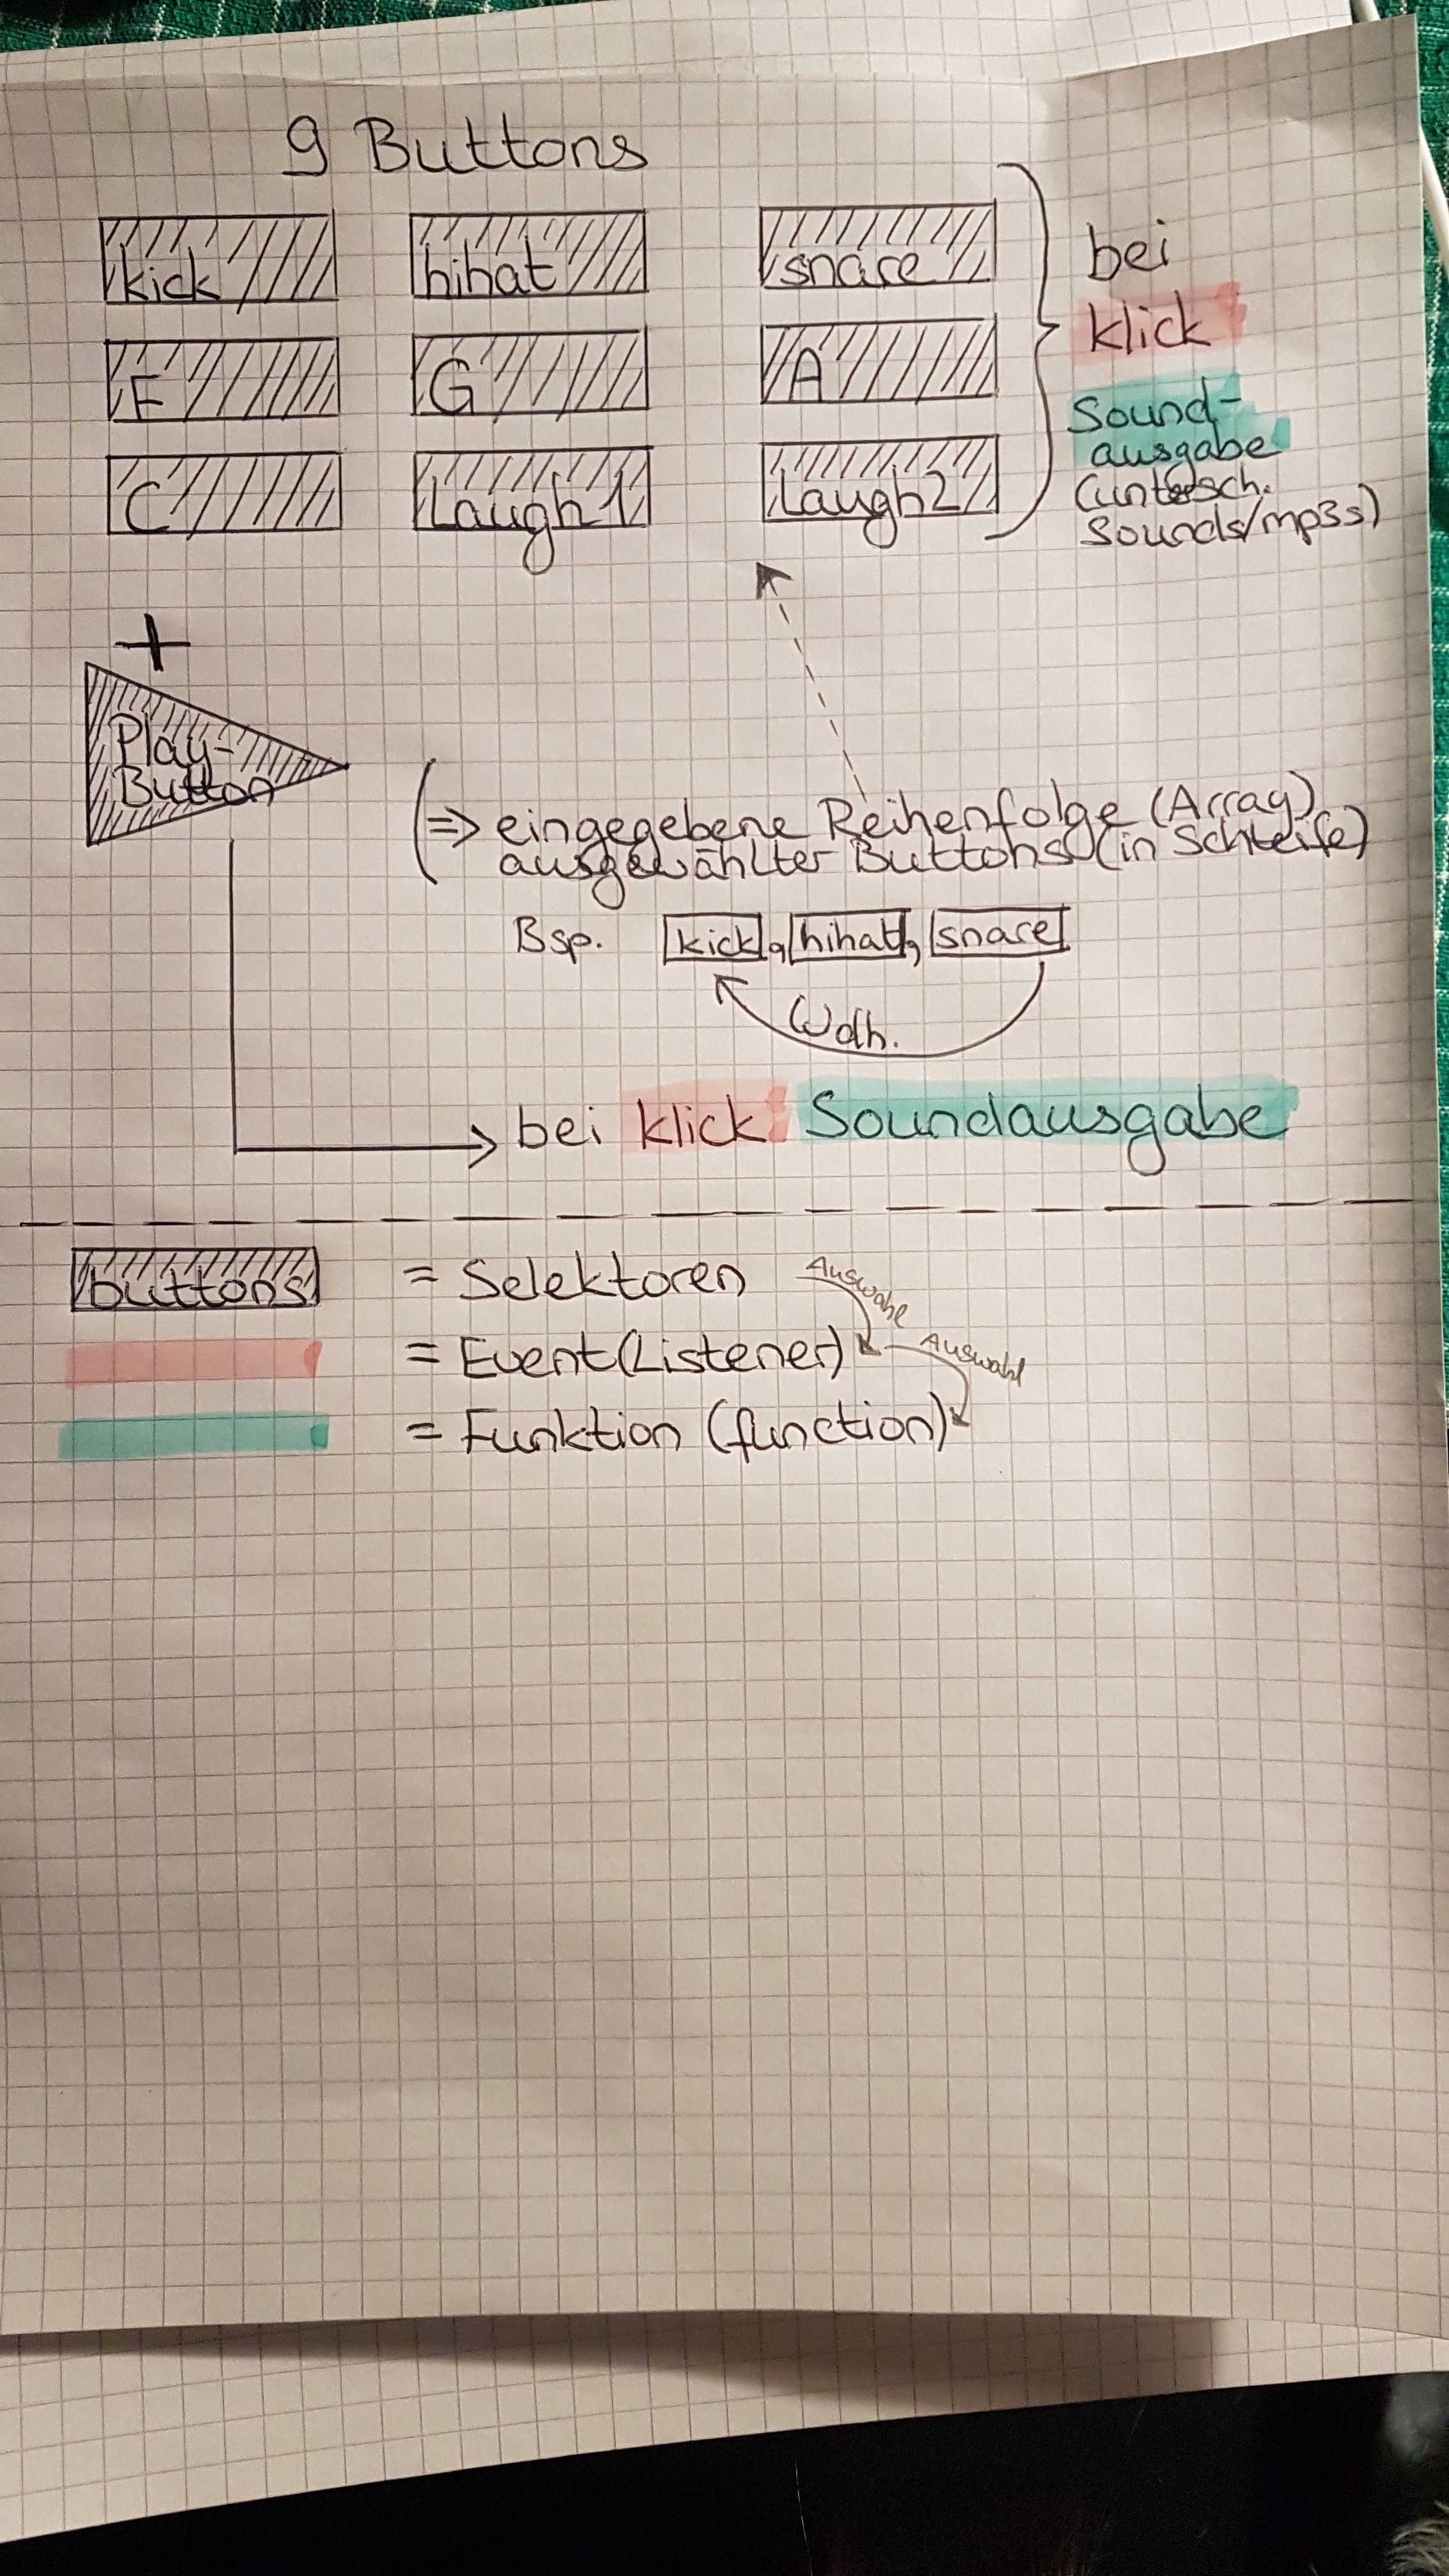 9 Buttons
kick hihat snare
F G A
C Laugh1 Laugh2
bei
klick
Sound-
ausgabe
(untersch.
Sounds/mp3s)
+
Play-
Button
(=> eingegebene Reihenfolge (Array)
ausgewählter Buttons (in Schleife)
Bsp. kick, hihat, snare
Wdh.
bei klick Soundausgabe
buttons = Selektoren
Auswahl
= Event(Listener)
Auswahl
= Funktion (function)